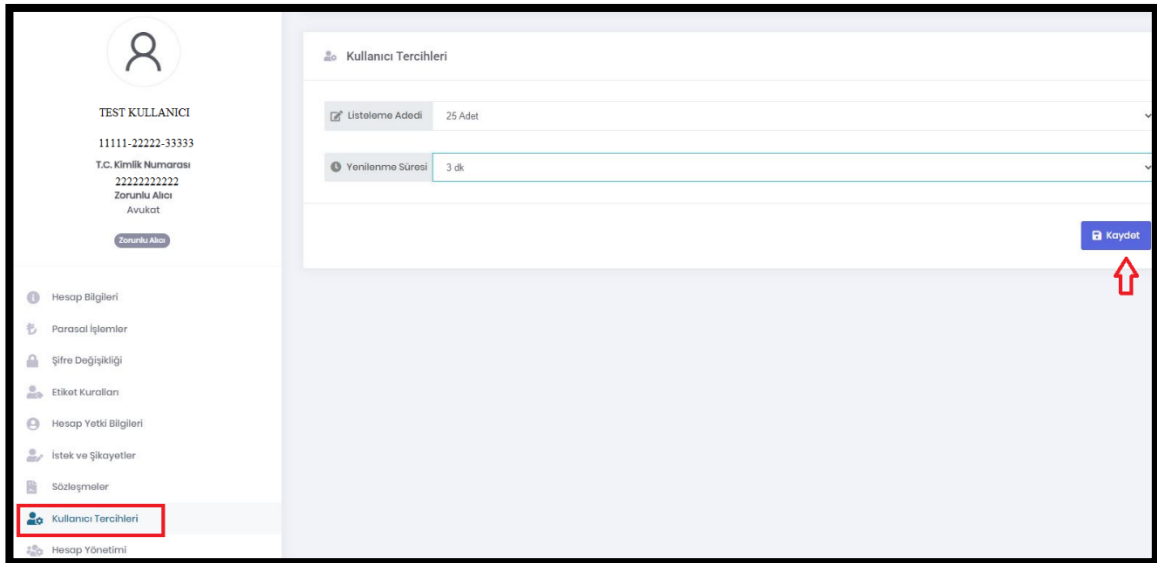 TEST KULLANICI
11111-22222-33333
T.C. Kimlik Numarası
22222222222
Zorunlu Alıcı
Avukat
Zorunlu Alıcı
Hesap Bilgileri
Parasal İşlemler
Şifre Değişikliği
Etiket Kuralları
Hesap Yetki Bilgileri
İstek ve Şikayetler
Sözleşmeler
Kullanıcı Tercihleri
Hesap Yönetimi
Kullanıcı Tercihleri
Listeleme Adedi 25 Adet
Yenilenme Süresi 3 dk
Kaydet